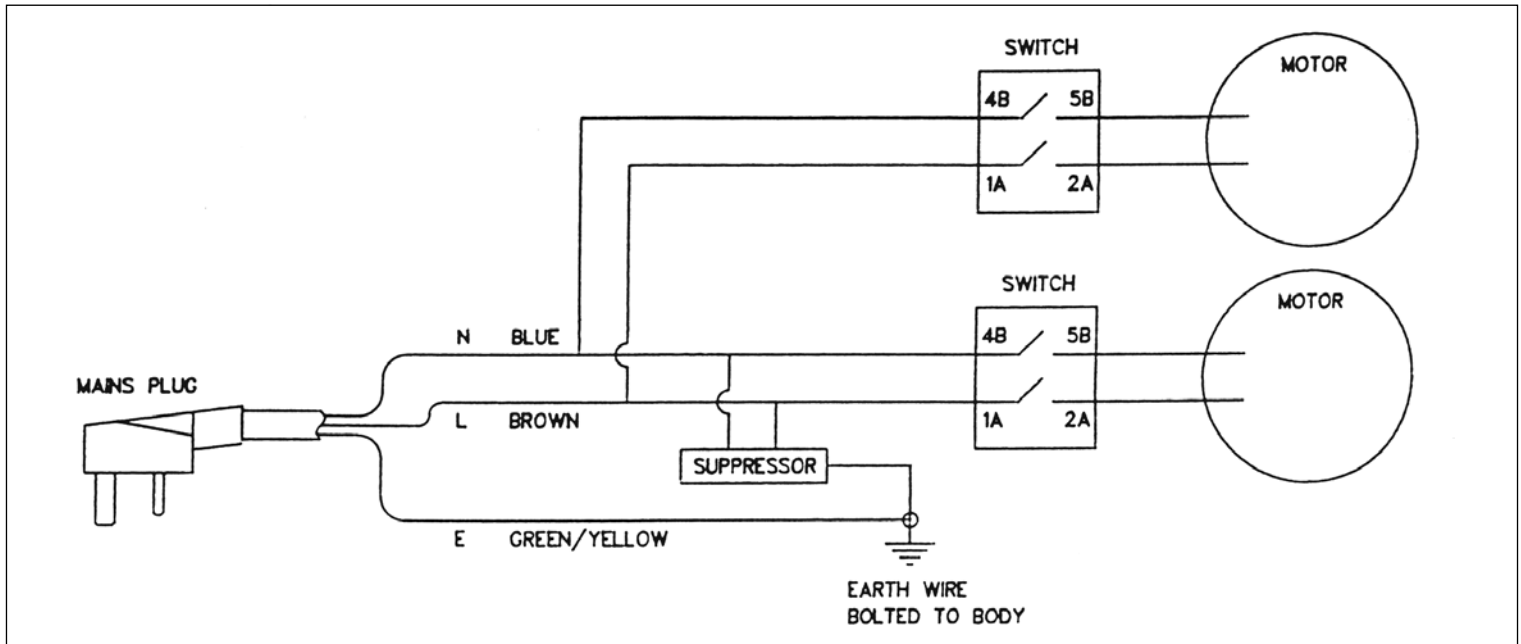 SWITCH
MOTOR
4B 5B
1A 2A
SWITCH
MOTOR
N BLUE
4B 5B
MAINS PLUG
L BROWN
1A 2A
SUPPRESSOR
E GREEN/YELLOW
EARTH WIRE
BOLTED TO BODY